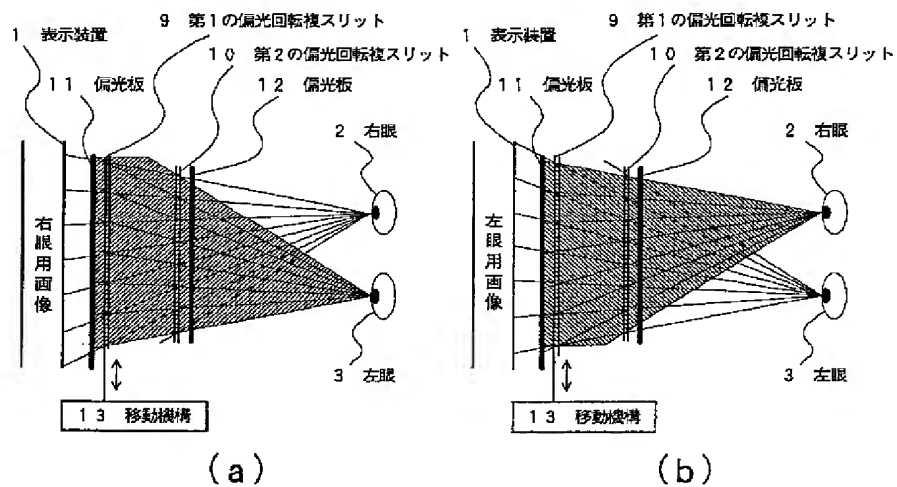 9 第1の偏光回転複スリット
1 表示装置
10 第2の偏光回転複スリット
11 偏光板
12 偏光板
2 右眼
右眼用画像
3 左眼
13 移動機構
(a)
9 第1の偏光回転複スリット
1 表示装置
10 第2の偏光回転複スリット
11 偏光板
12 偏光板
2 右眼
左眼用画像
3 左眼
13 移動機構
(b)